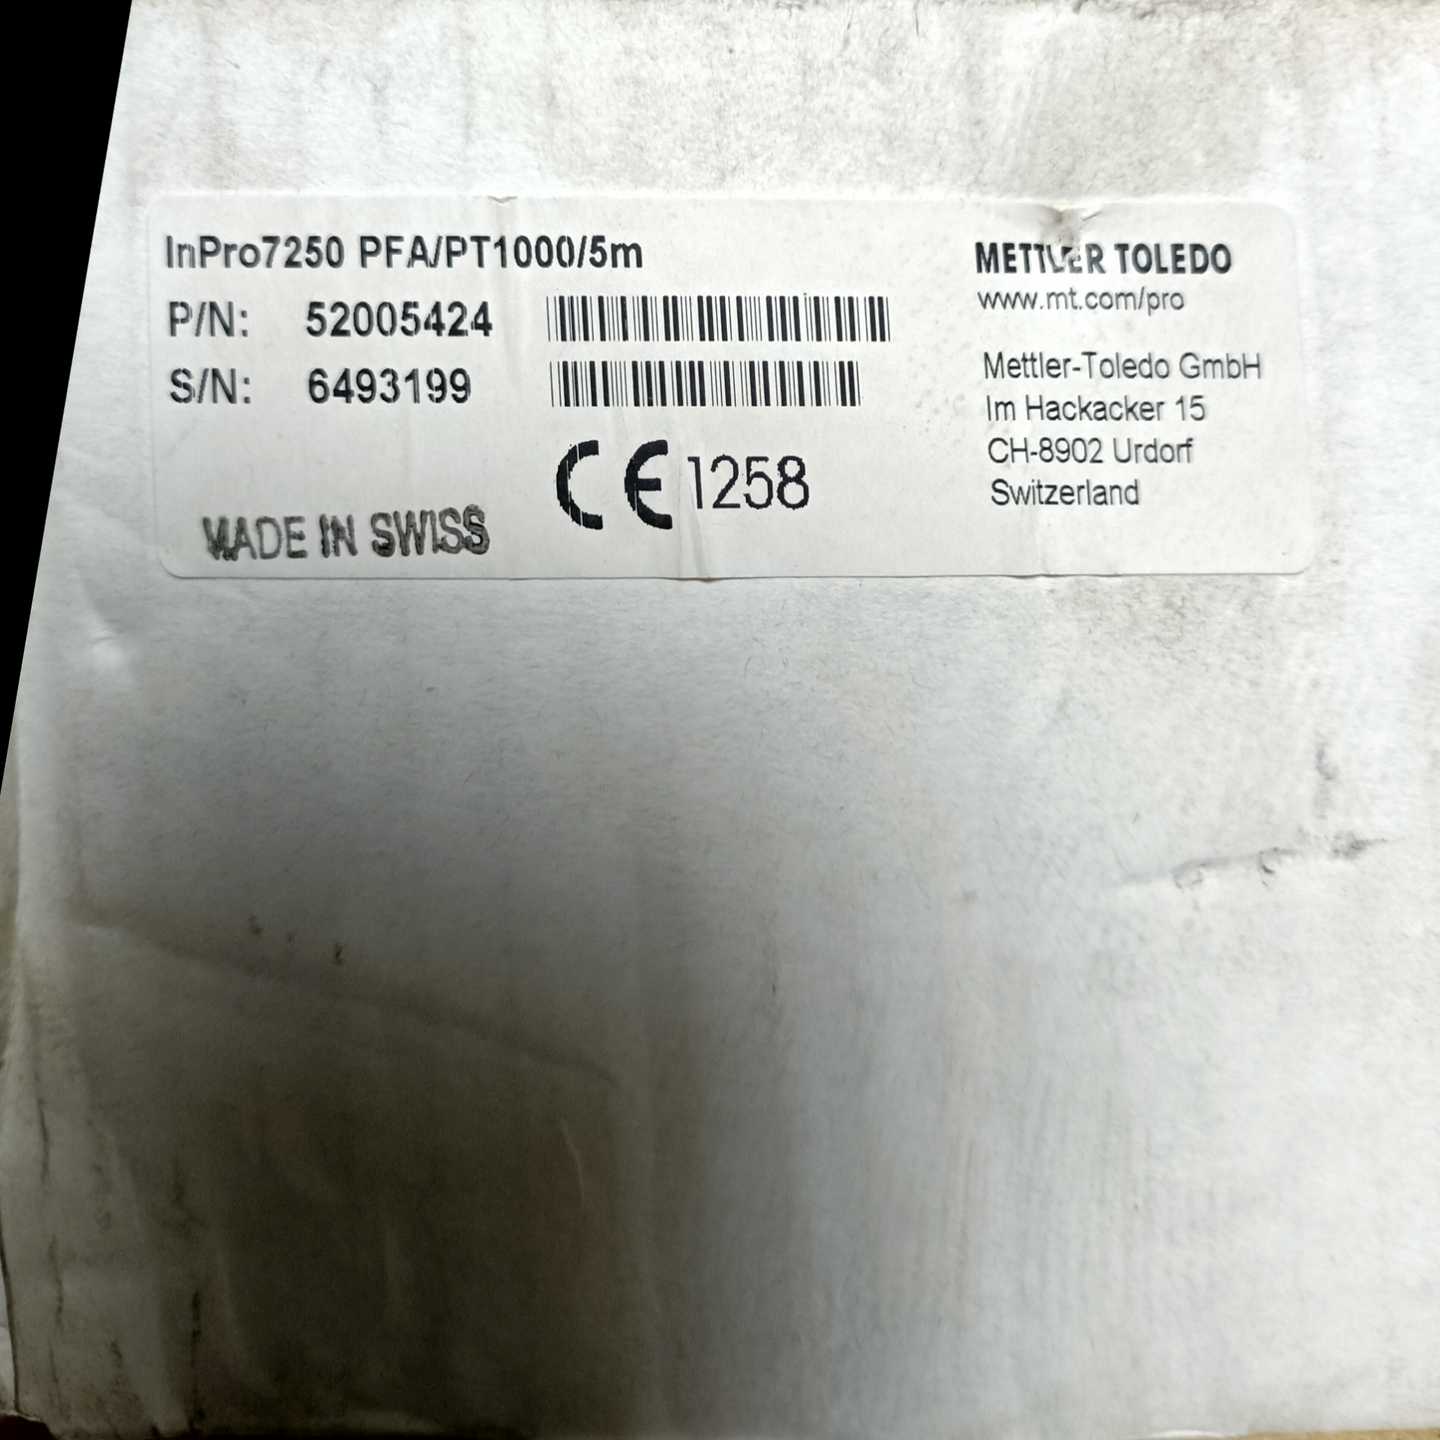 InPro7250 PFA/PT1000/5m
P/N: 52005424
S/N: 6493199
CE 1258
MADE IN SWISS
METTLER TOLEDO
www.mt.com/pro
Mettler-Toledo GmbH
Im Hackacker 15
CH-8902 Urdorf
Switzerland